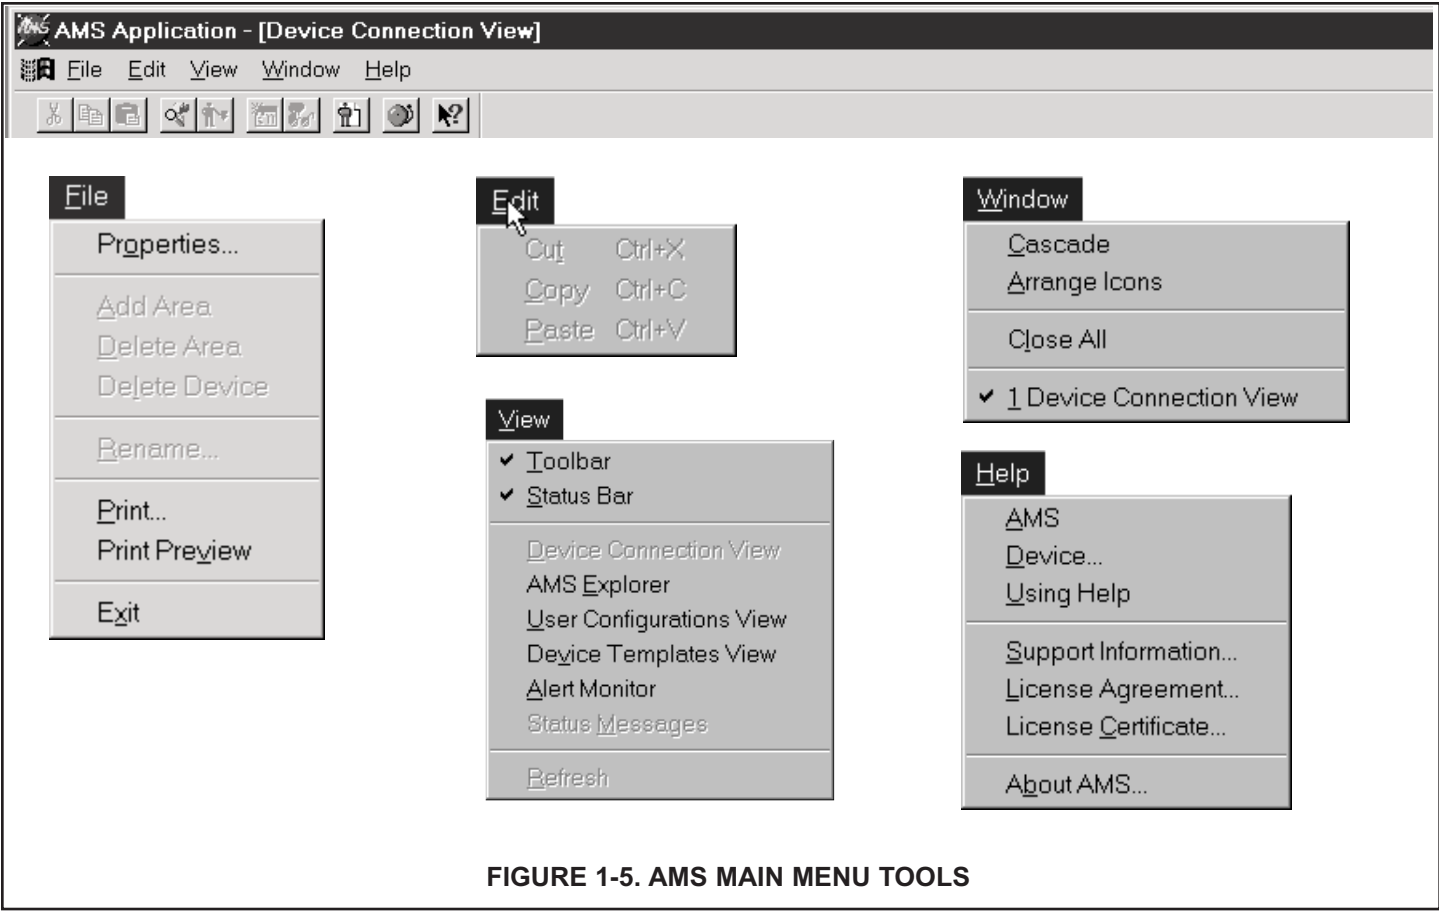 AMS Application - [Device Connection View]
File Edit View Window Help
File
Properties...
Add Area
Delete Area
Delete Device
Rename...
Print...
Print Preview
Exit
Edit
Cut Ctrl+X
Copy Ctrl+C
Paste Ctrl+V
View
Toolbar
Status Bar
Device Connection View
AMS Explorer
User Configurations View
Device Templates View
Alert Monitor
Status Messages
Refresh
Window
Cascade
Arrange Icons
Close All
1 Device Connection View
Help
AMS
Device...
Using Help
Support Information...
License Agreement...
License Certificate...
About AMS...
FIGURE 1-5. AMS MAIN MENU TOOLS